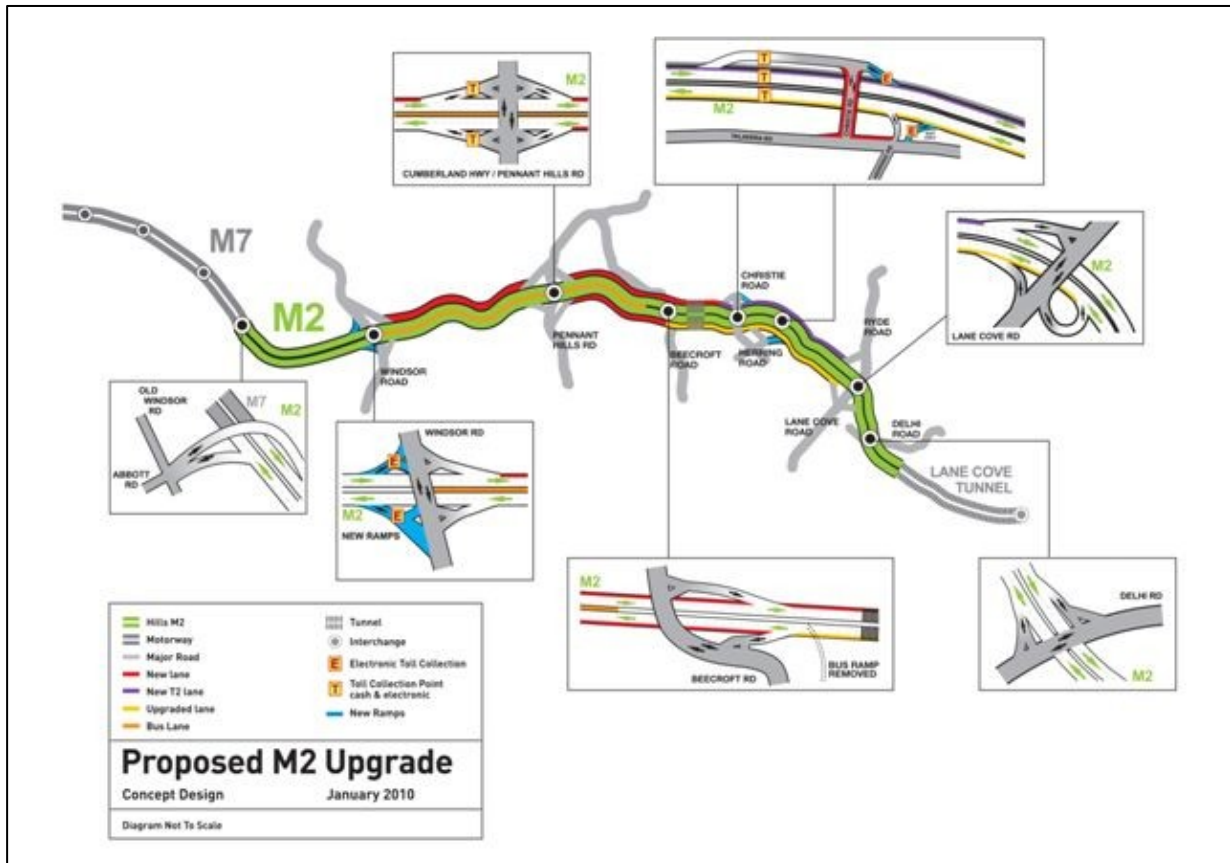 M2
CUMBERLAND HWY / PENNANT HILLS RD
T
T
T
T
T
E
M2
CHRISTIE RD
TALAVERA RD
E
M7
M2
WINDSOR
ROAD
PENNANT
HILLS RD
BEECROFT
ROAD
CHRISTIE
ROAD
HERRING
ROAD
RYDE
ROAD
LANE COVE
ROAD
DELHI
ROAD
LANE COVE
TUNNEL
M2
LANE COVE RD
OLD
WINDSOR
RD
M7
M2
ABBOTT
RD
WINDSOR RD
E
M2
E
NEW RAMPS
M2
BEECROFT RD
BUS RAMP
REMOVED
DELHI RD
M2
Hills M2
Motorway
Major Road
New lane
New T2 lane
Upgraded lane
Bus Lane
Tunnel
Interchange
E Electronic Toll Collection
T Toll Collection Point
cash & electronic
New Ramps
Proposed M2 Upgrade
Concept Design January 2010
Diagram Not To Scale